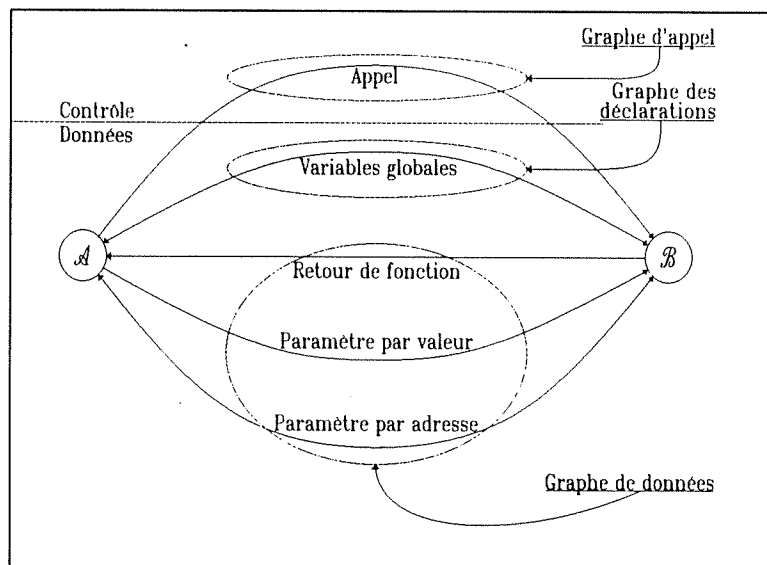 Graphe d'appel
Appel
Graphe des
déclarations
Contrôle
Données
Variables globales
A
B
Retour de fonction
Paramètre par valeur
Paramètre par adresse
Graphe de données